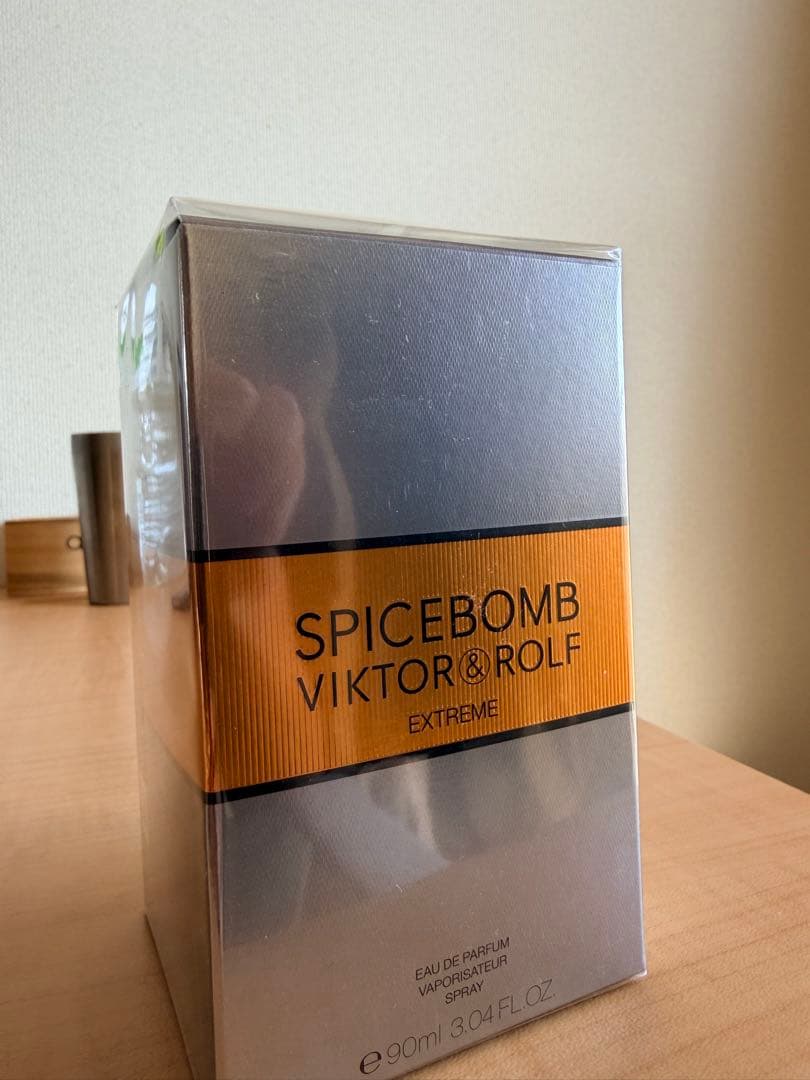 SPICEBOMB
VIKTOR&ROLF
EXTREME
EAU DE PARFUM
VAPORISATEUR
SPRAY
e 90ml 3.04 FL.OZ.